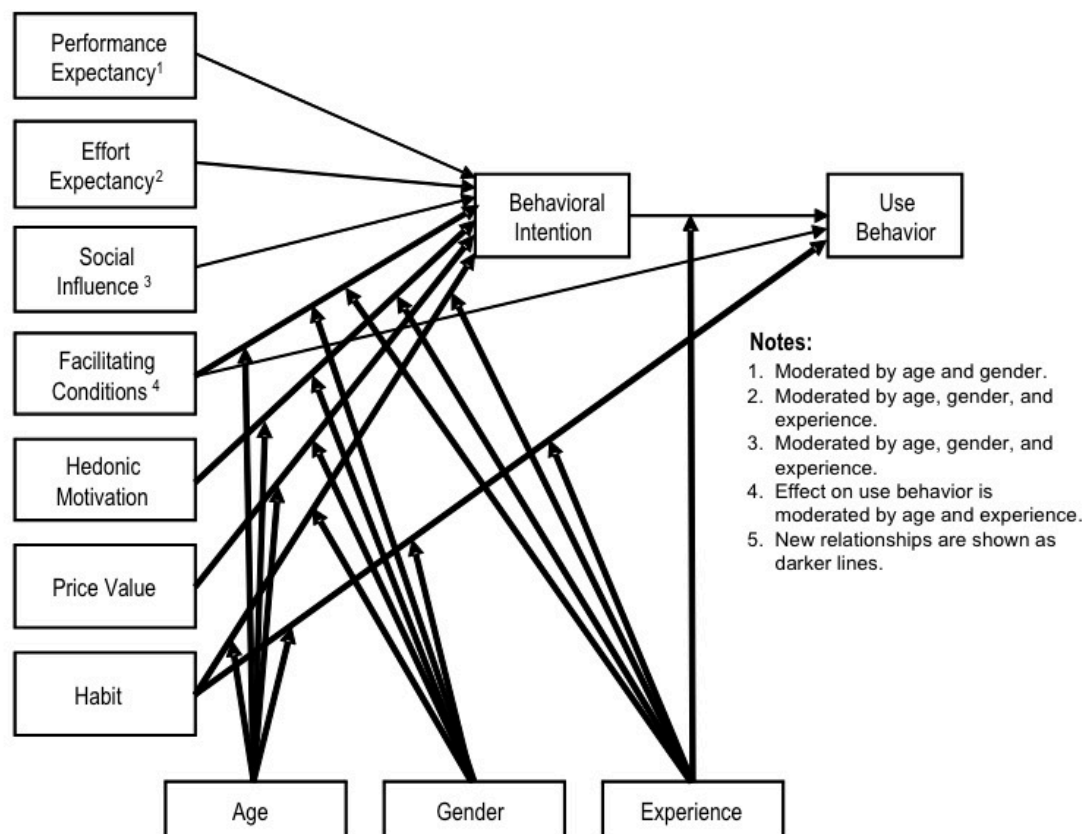 Performance
Expectancy¹
Effort
Expectancy²
Social
Influence ³
Facilitating
Conditions ⁴
Hedonic
Motivation
Price Value
Habit
Behavioral
Intention
Use
Behavior
Notes:
1. Moderated by age and gender.
2. Moderated by age, gender, and
experience.
3. Moderated by age, gender, and
experience.
4. Effect on use behavior is
moderated by age and experience.
5. New relationships are shown as
darker lines.
Age
Gender
Experience